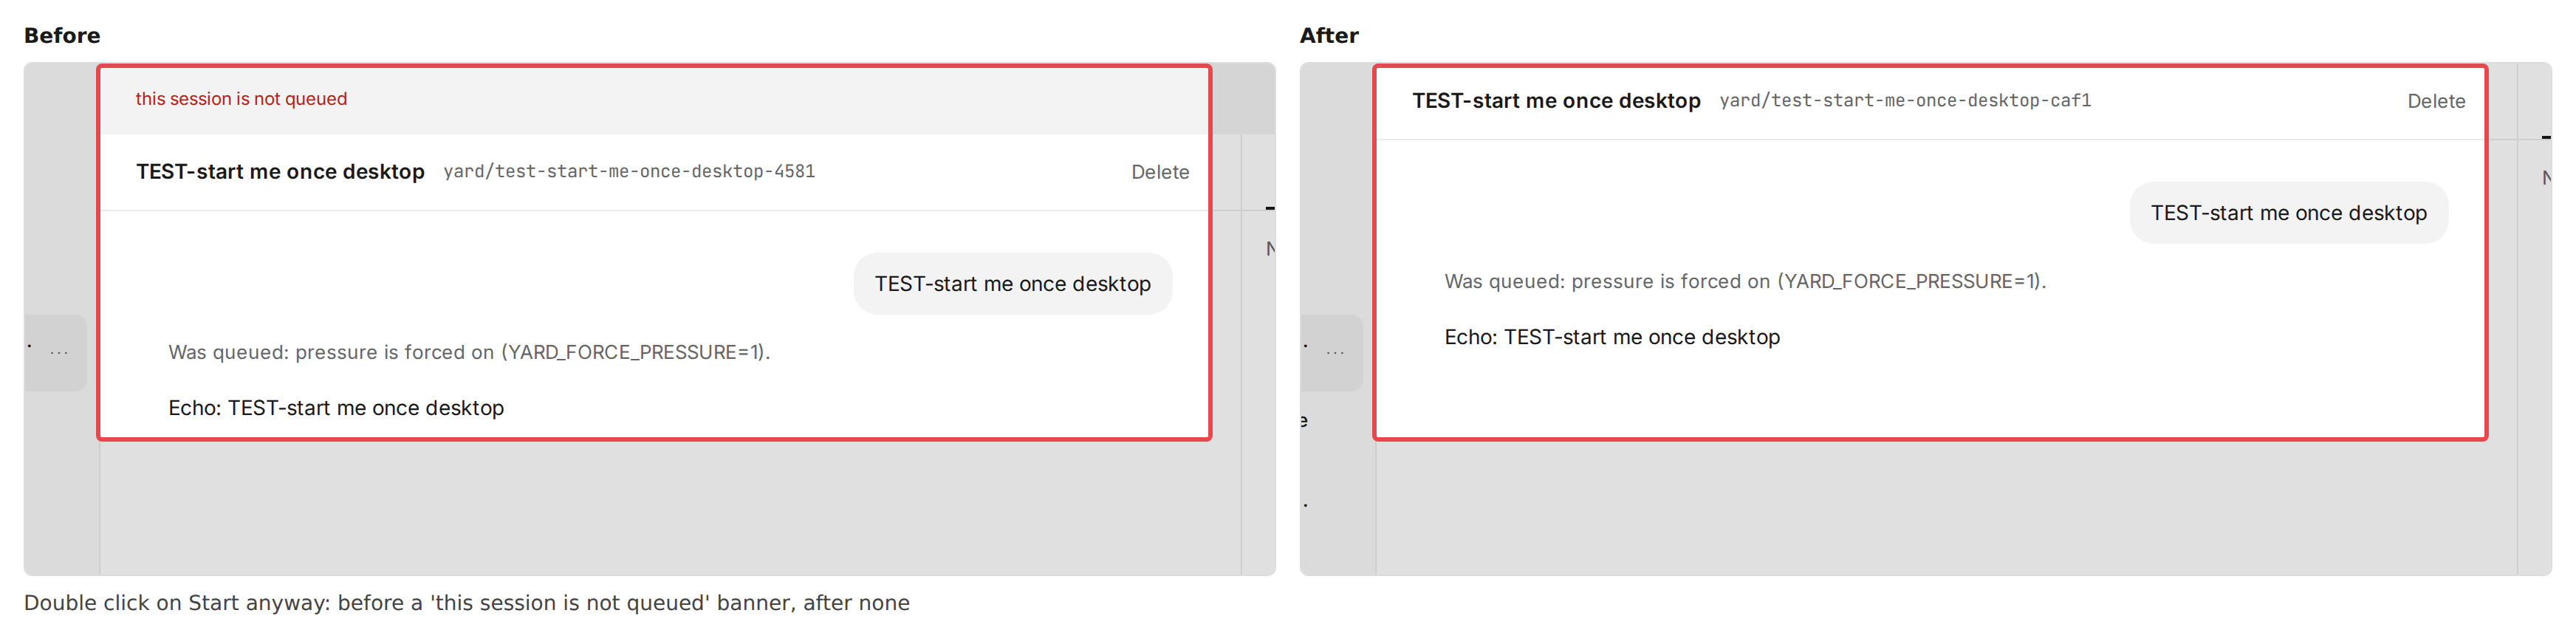 Before
this session is not queued
TEST-start me once desktop yard/test-start-me-once-desktop-4581 Delete
TEST-start me once desktop
Was queued: pressure is forced on (YARD_FORCE_PRESSURE=1).
Echo: TEST-start me once desktop
...
After
TEST-start me once desktop yard/test-start-me-once-desktop-caf1 Delete
TEST-start me once desktop
Was queued: pressure is forced on (YARD_FORCE_PRESSURE=1).
Echo: TEST-start me once desktop
...
Double click on Start anyway: before a 'this session is not queued' banner, after none